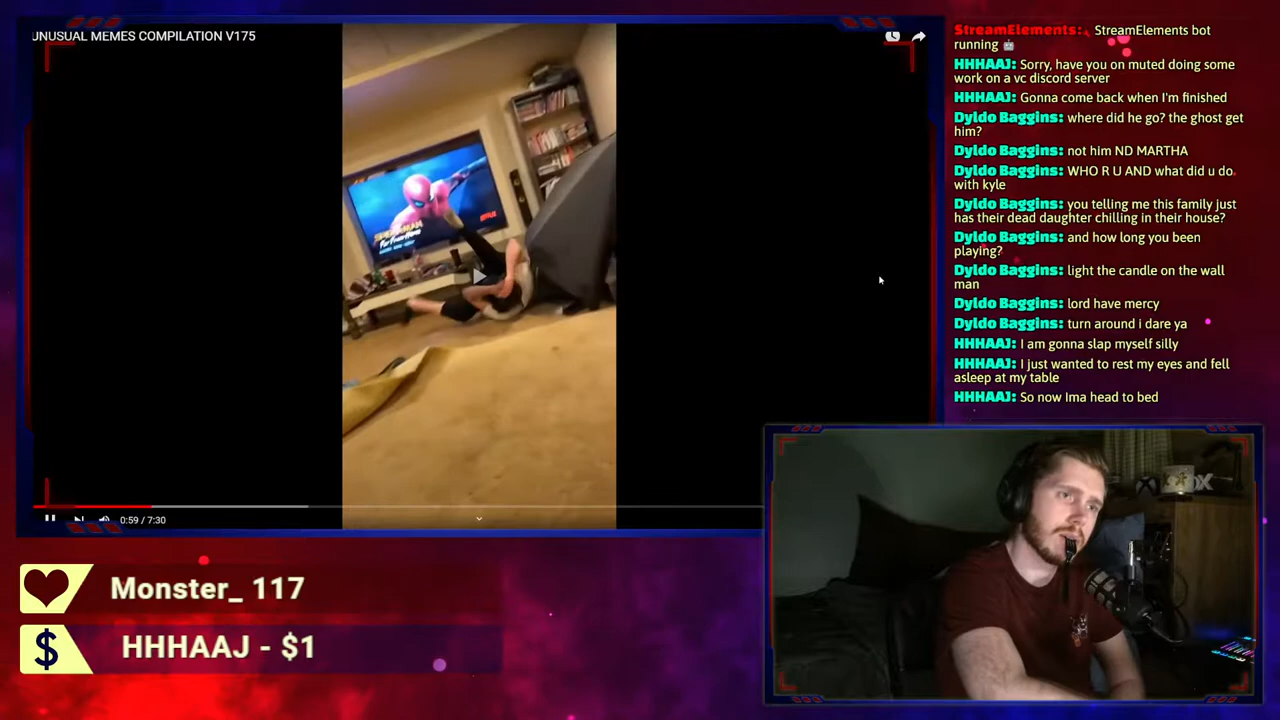 UNUSUAL MEMES COMPILATION V175
NETFLIX
0:59 / 7:30
StreamElements: StreamElements bot
running 🤖
HHHAAJ: Sorry, have you on muted doing some
work on a vc discord server
HHHAAJ: Gonna come back when I'm finished
Dyldo Baggins: where did he go? the ghost get
him?
Dyldo Baggins: not him ND MARTHA
Dyldo Baggins: WHO R U AND what did u do
with kyle
Dyldo Baggins: you telling me this family just
has their dead daughter chilling in their house?
Dyldo Baggins: and how long you been
playing?
Dyldo Baggins: light the candle on the wall
man
Dyldo Baggins: lord have mercy
Dyldo Baggins: turn around i dare ya
HHHAAJ: I am gonna slap myself silly
HHHAAJ: I just wanted to rest my eyes and fell
asleep at my table
HHHAAJ: So now Ima head to bed
Monster_ 117
$ HHHAAJ - $1